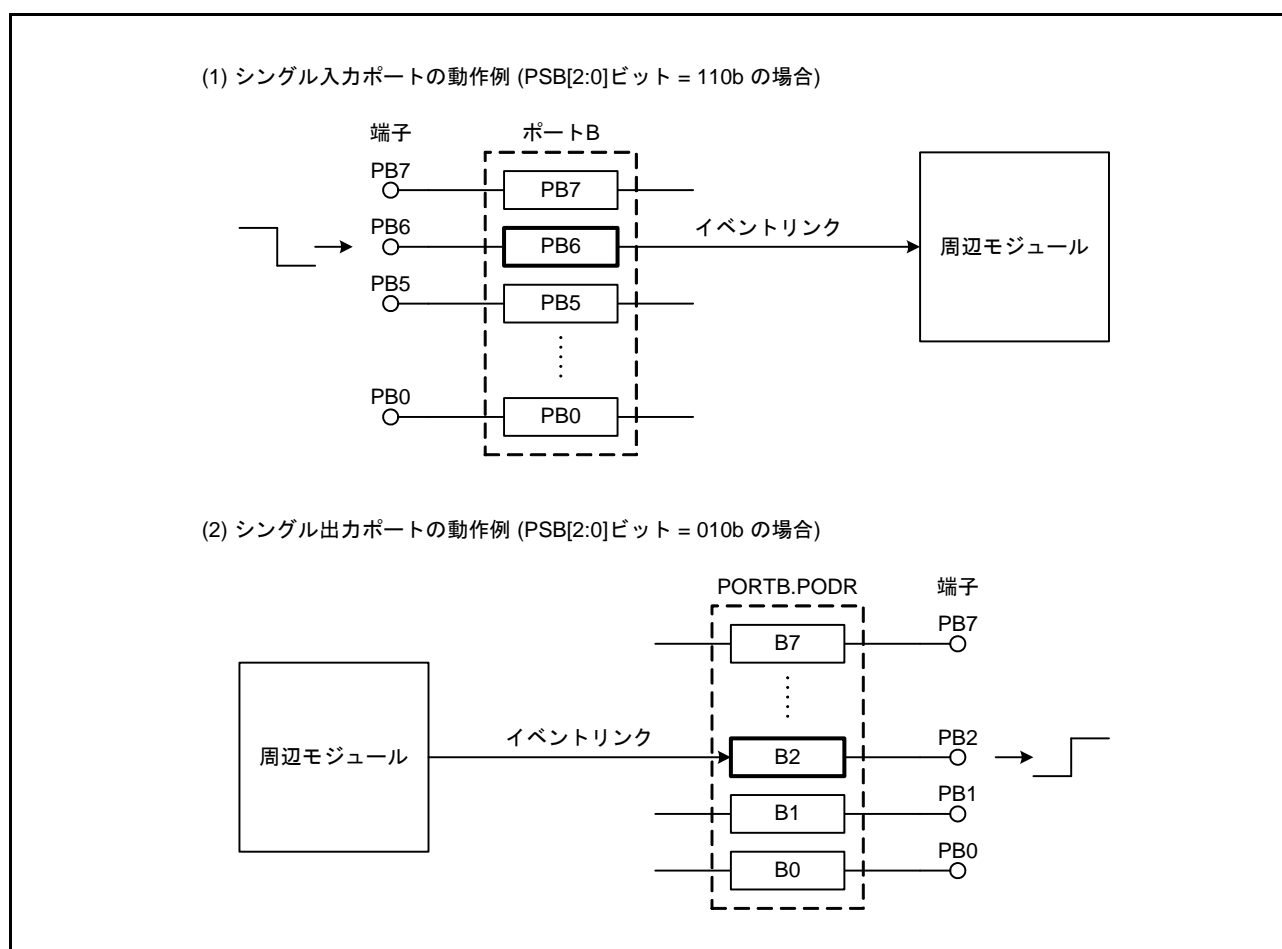 (1) シングル入力ポートの動作例 (PSB[2:0]ビット = 110b の場合)
端子 ポートB
PB7 PB7
PB6 PB6 イベントリンク 周辺モジュール
PB5 PB5
PB0 PB0
(2) シングル出力ポートの動作例 (PSB[2:0]ビット = 010b の場合)
PORTB.PODR 端子
B7 PB7
周辺モジュール イベントリンク B2 PB2
B1 PB1
B0 PB0